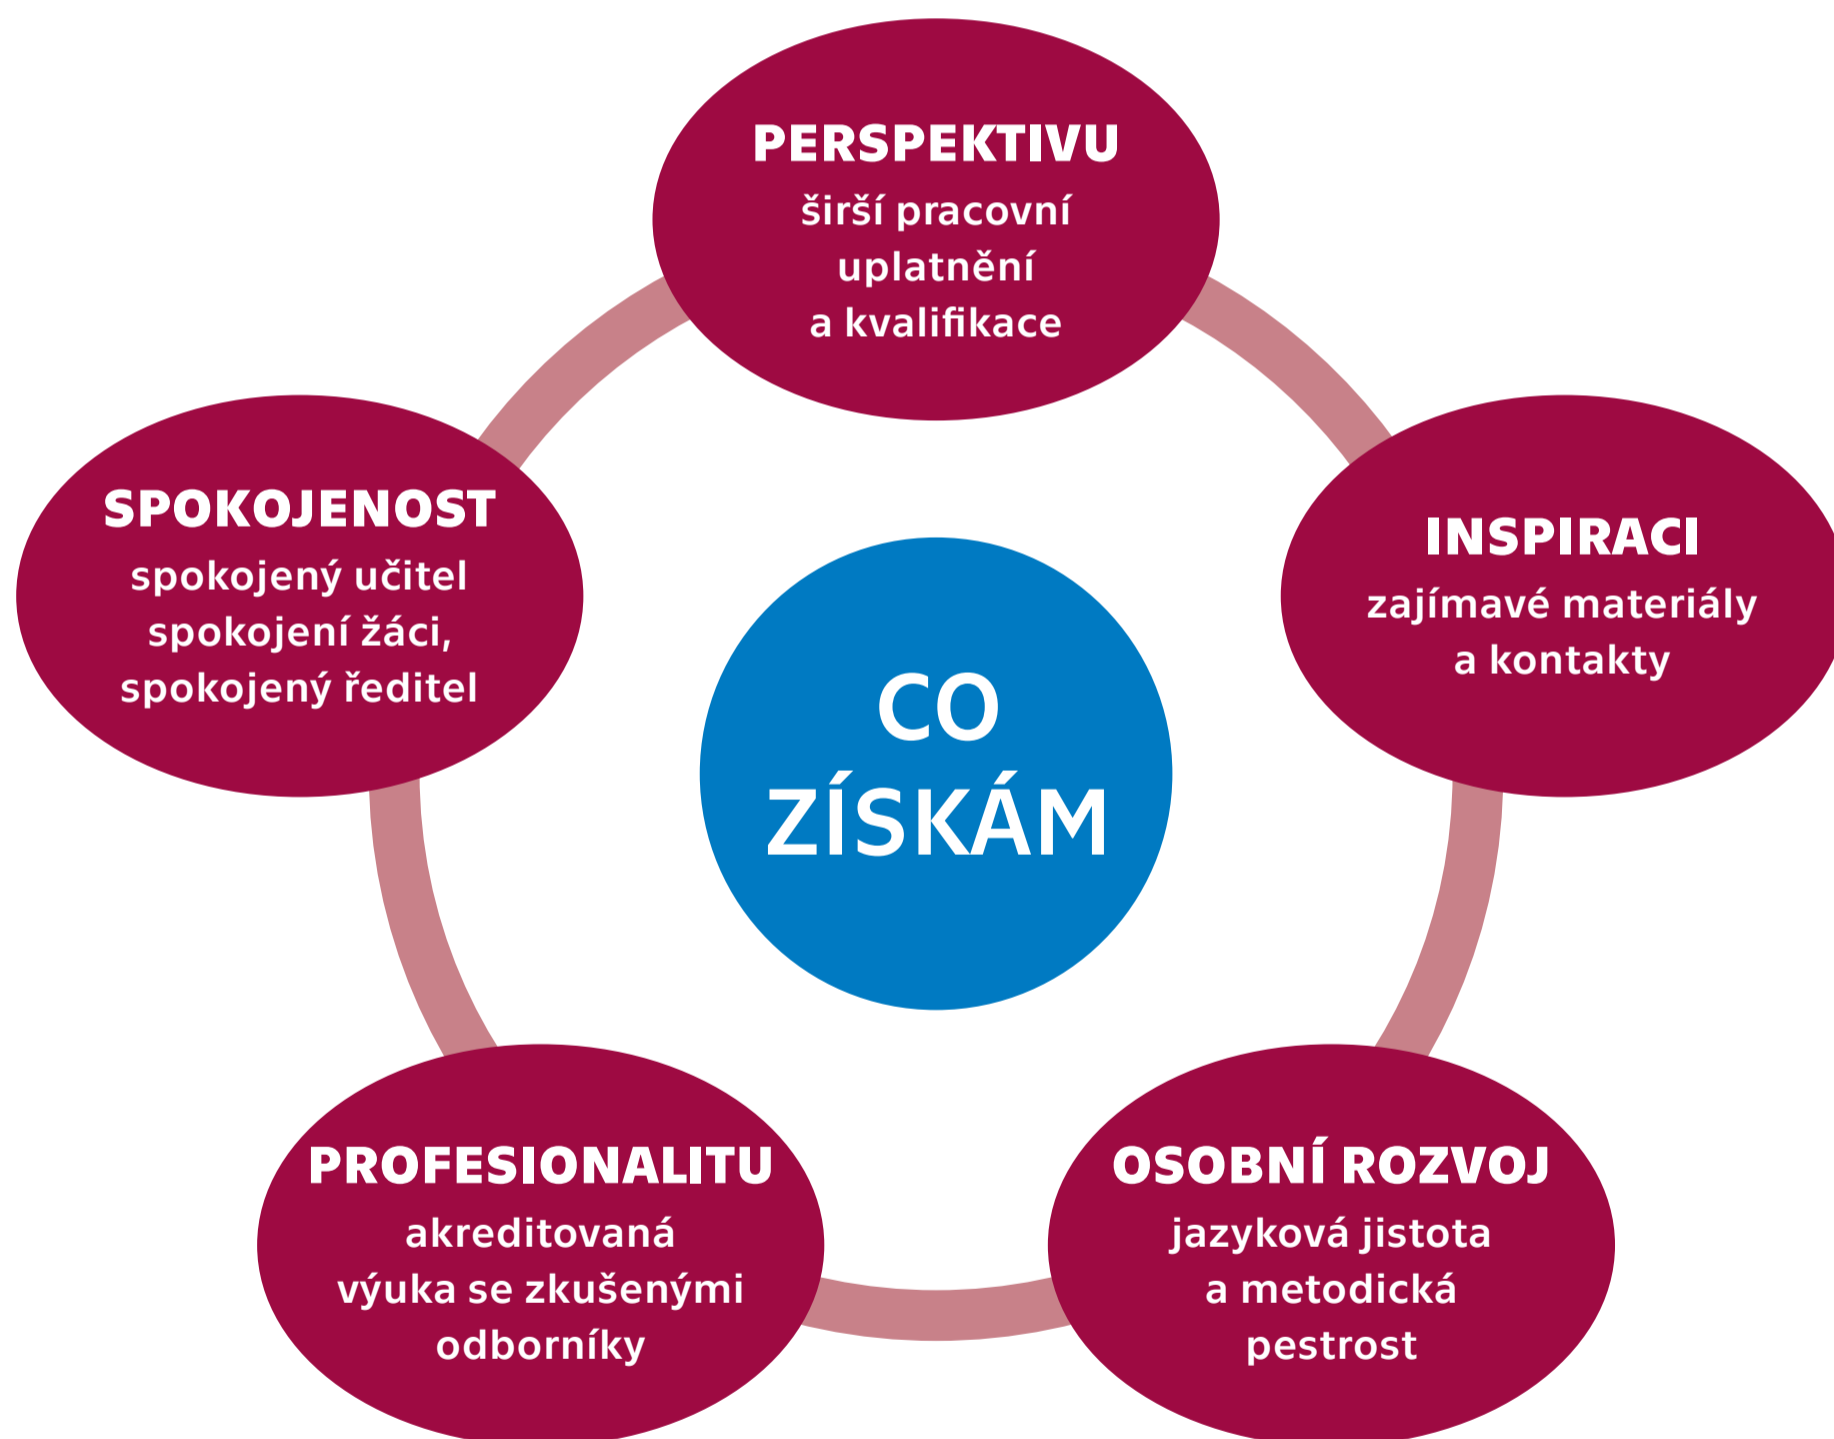 PERSPEKTIVU
širší pracovní
uplatnění
a kvalifikace
SPOKOJENOST
spokojený učitel
spokojení žáci,
spokojený ředitel
INSPIRACI
zajímavé materiály
a kontakty
CO
ZÍSKÁM
PROFESIONALITU
akreditovaná
výuka se zkušenými
odborníky
OSOBNÍ ROZVOJ
jazyková jistota
a metodická
pestrost